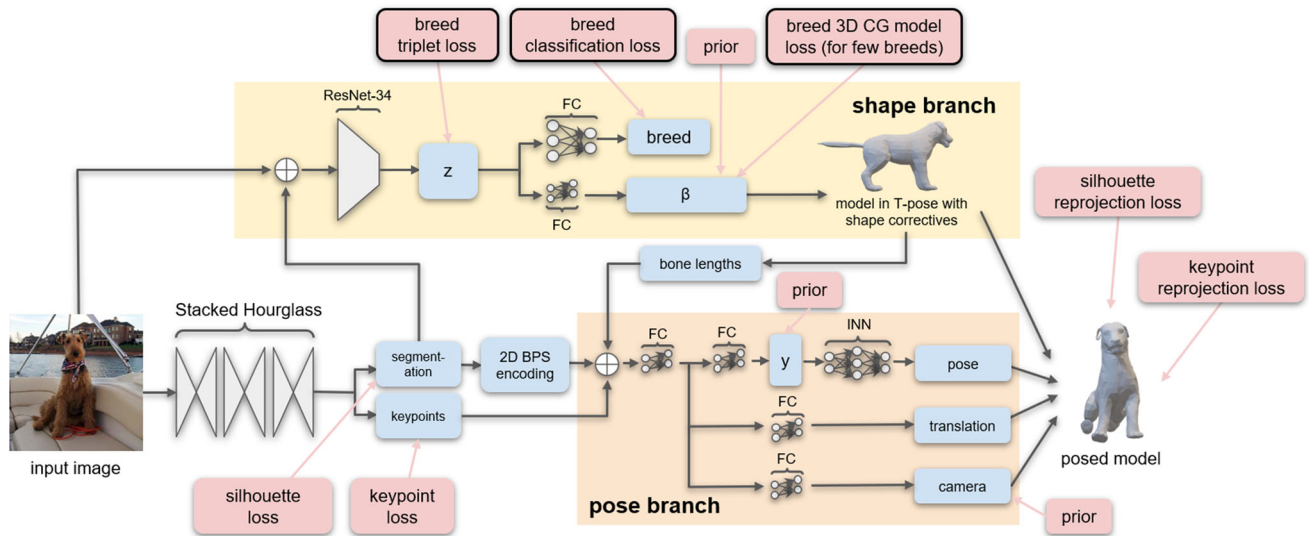 breed
triplet loss
breed
classification loss
prior
breed 3D CG model
loss (for few breeds)
ResNet-34
FC
shape branch
z
breed
β
FC
model in T-pose with
shape correctives
silhouette
reprojection loss
bone lengths
keypoint
reprojection loss
prior
Stacked Hourglass
FC
FC
INN
segment-
ation
2D BPS
encoding
y
pose
keypoints
FC
translation
input image
posed model
FC
camera
silhouette
loss
keypoint
loss
pose branch
prior